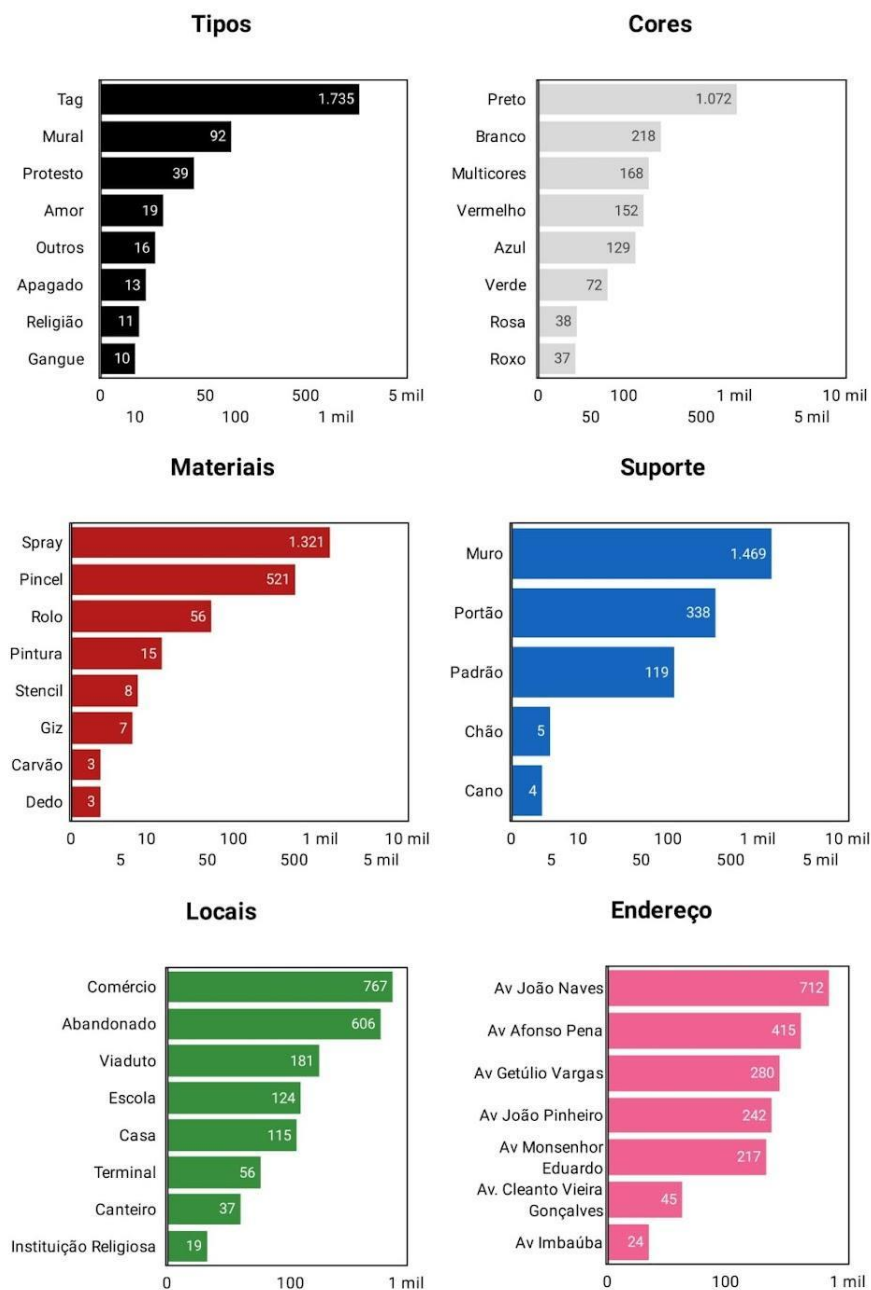 Tipos
Tag 1.735
Mural 92
Protesto 39
Amor 19
Outros 16
Apagado 13
Religião 11
Gangue 10
0 50 500 5 mil
10 100 1 mil
Cores
Preto 1.072
Branco 218
Multicores 168
Vermelho 152
Azul 129
Verde 72
Rosa 38
Roxo 37
0 100 1 mil 10 mil
50 500 5 mil
Materiais
Spray 1.321
Pincel 521
Rolo 56
Pintura 15
Stencil 8
Giz 7
Carvão 3
Dedo 3
0 10 100 1 mil 10 mil
5 50 500 5 mil
Suporte
Muro 1.469
Portão 338
Padrão 119
Chão 5
Cano 4
0 10 100 1 mil 10 mil
5 50 500 5 mil
Locais
Comércio 767
Abandonado 606
Viaduto 181
Escola 124
Casa 115
Terminal 56
Canteiro 37
Instituição Religiosa 19
0 100 1 mil
Endereço
Av João Naves 712
Av Afonso Pena 415
Av Getúlio Vargas 280
Av João Pinheiro 242
Av Monsenhor
Eduardo 217
Av. Cleanto Vieira
Gonçalves 45
Av Imbaúba 24
0 100 1 mil